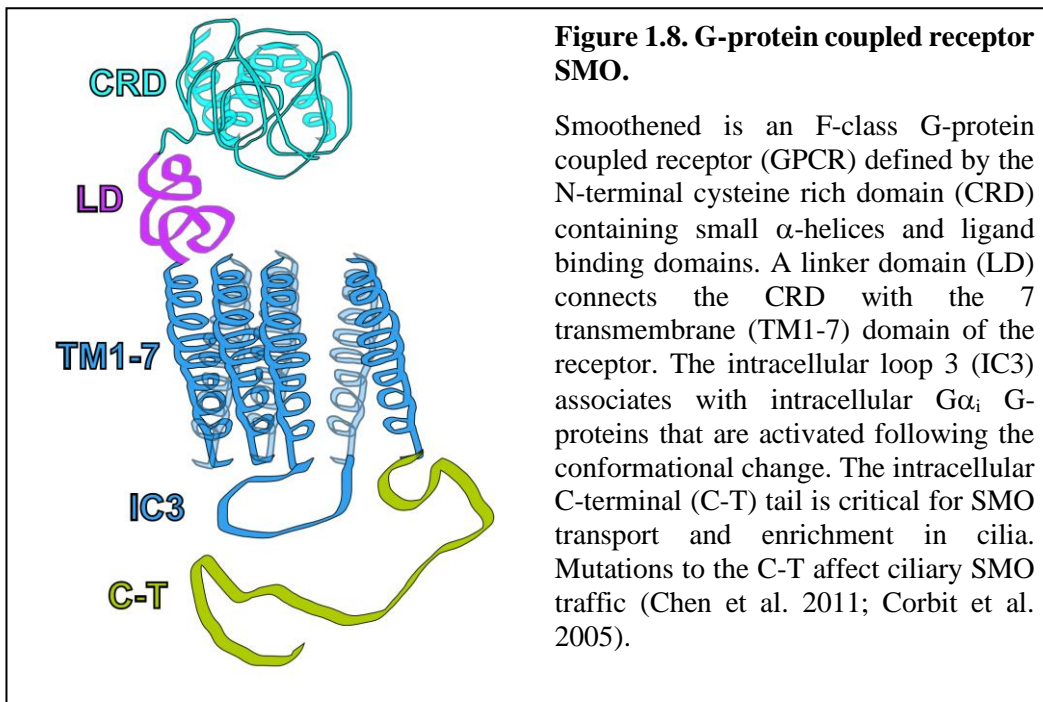 CRD
LD
TM1-7
IC3
C-T
Figure 1.8. G-protein coupled receptor
SMO.
Smoothened is an F-class G-protein
coupled receptor (GPCR) defined by the
N-terminal cysteine rich domain (CRD)
containing small α-helices and ligand
binding domains. A linker domain (LD)
connects the CRD with the 7
transmembrane (TM1-7) domain of the
receptor. The intracellular loop 3 (IC3)
associates with intracellular Gαi G-
proteins that are activated following the
conformational change. The intracellular
C-terminal (C-T) tail is critical for SMO
transport and enrichment in cilia.
Mutations to the C-T affect ciliary SMO
traffic (Chen et al. 2011; Corbit et al.
2005).